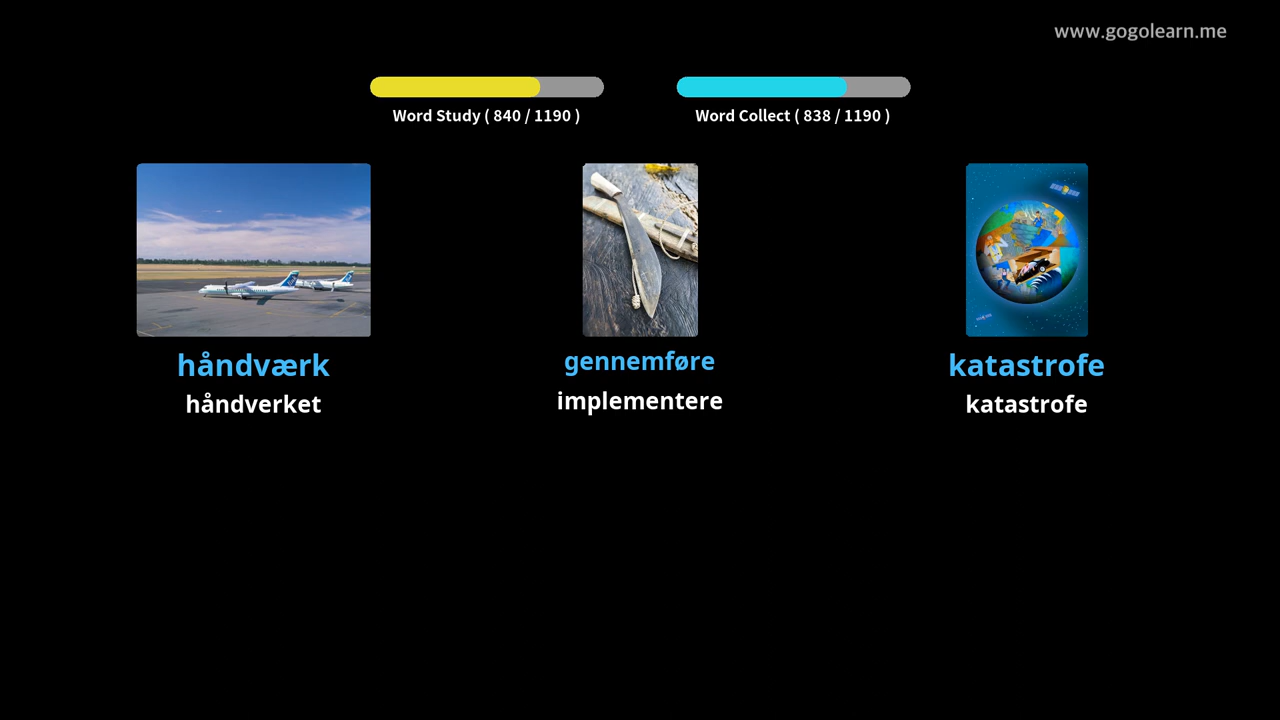 www.gogolearn.me
Word Study ( 840 / 1190 )
Word Collect ( 838 / 1190 )
håndværk
håndverket
gennemføre
implementere
katastrofe
katastrofe